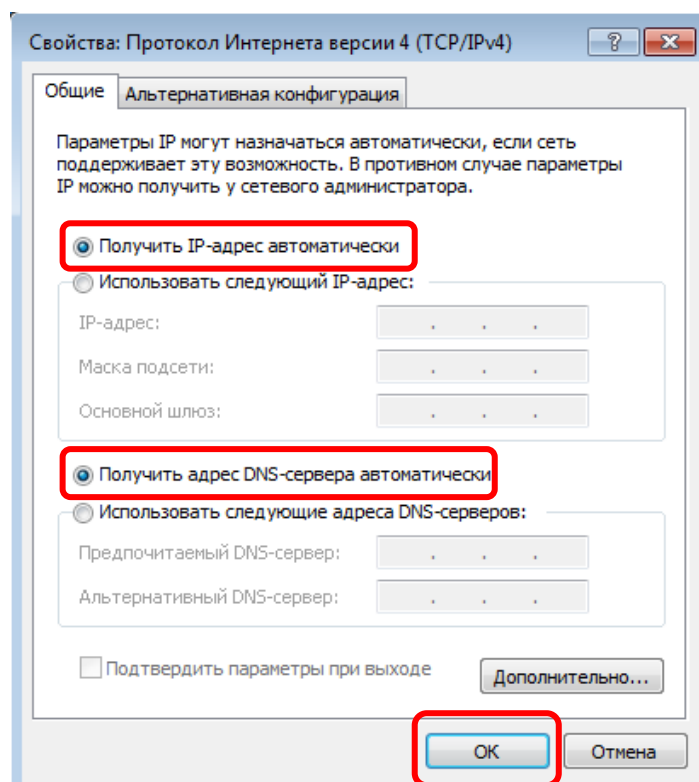 Свойства: Протокол Интернета версии 4 (TCP/IPv4)
Общие
Альтернативная конфигурация
Параметры IP могут назначаться автоматически, если сеть
поддерживает эту возможность. В противном случае параметры
IP можно получить у сетевого администратора.
Получить IP-адрес автоматически
Использовать следующий IP-адрес:
IP-адрес:
Маска подсети:
Основной шлюз:
Получить адрес DNS-сервера автоматически
Использовать следующие адреса DNS-серверов:
Предпочитаемый DNS-сервер:
Альтернативный DNS-сервер:
Подтвердить параметры при выходе
Дополнительно...
ОК
Отмена